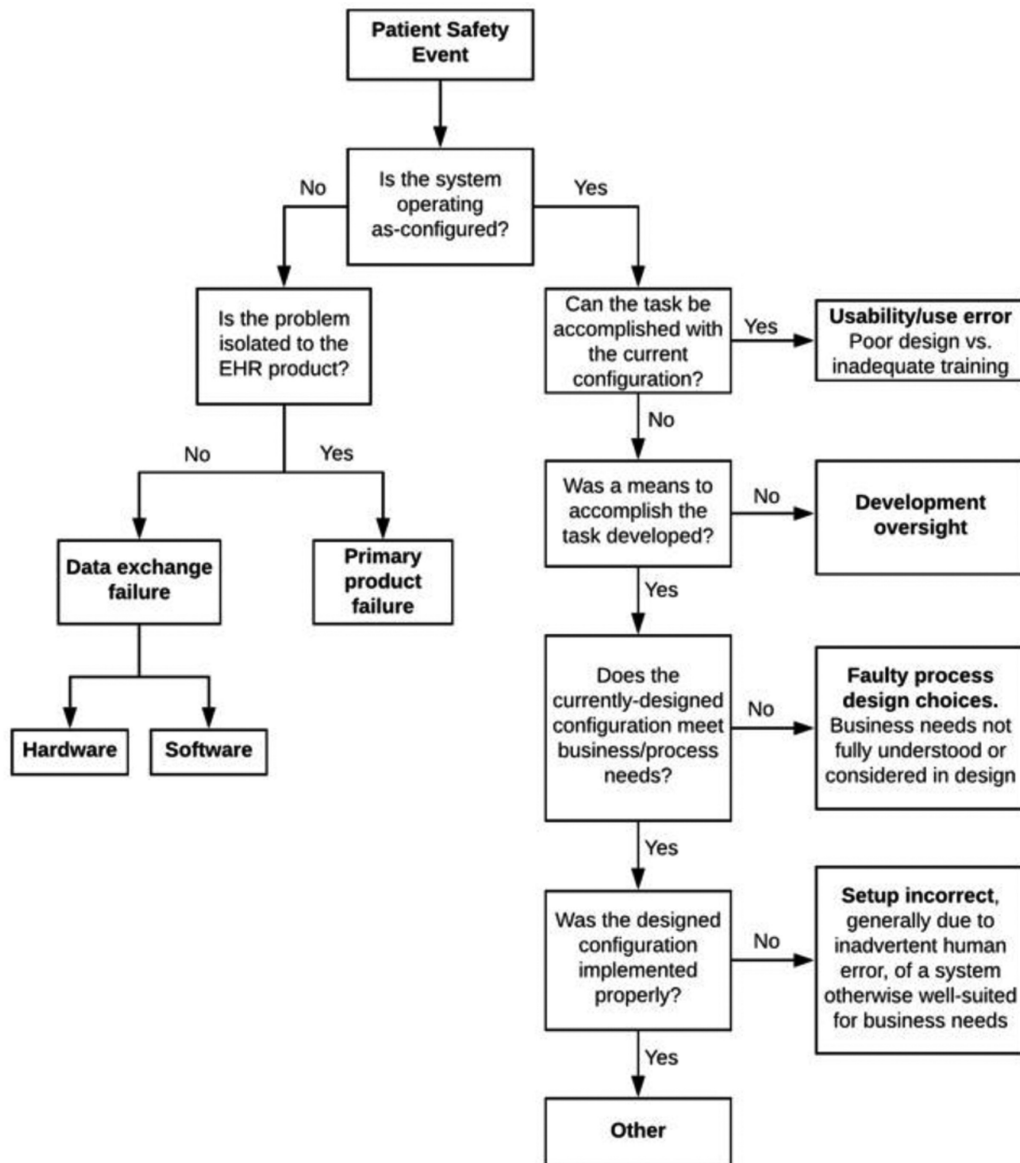 Patient Safety
Event
No
Is the system
operating
as-configured?
Yes
Is the problem
isolated to the
EHR product?
Can the task be
accomplished with
the current
configuration?
Yes
Usability/use error
Poor design vs.
inadequate training
No
No
Yes
Was a means to
accomplish the
task developed?
No
Development
oversight
Data exchange
failure
Primary
product
failure
Yes
Hardware
Software
Does the
currently-designed
configuration meet
business/process
needs?
No
Faulty process
design choices.
Business needs not
fully understood or
considered in design
Yes
Was the designed
configuration
implemented
properly?
No
Setup incorrect,
generally due to
inadvertent human
error, of a system
otherwise well-suited
for business needs
Yes
Other